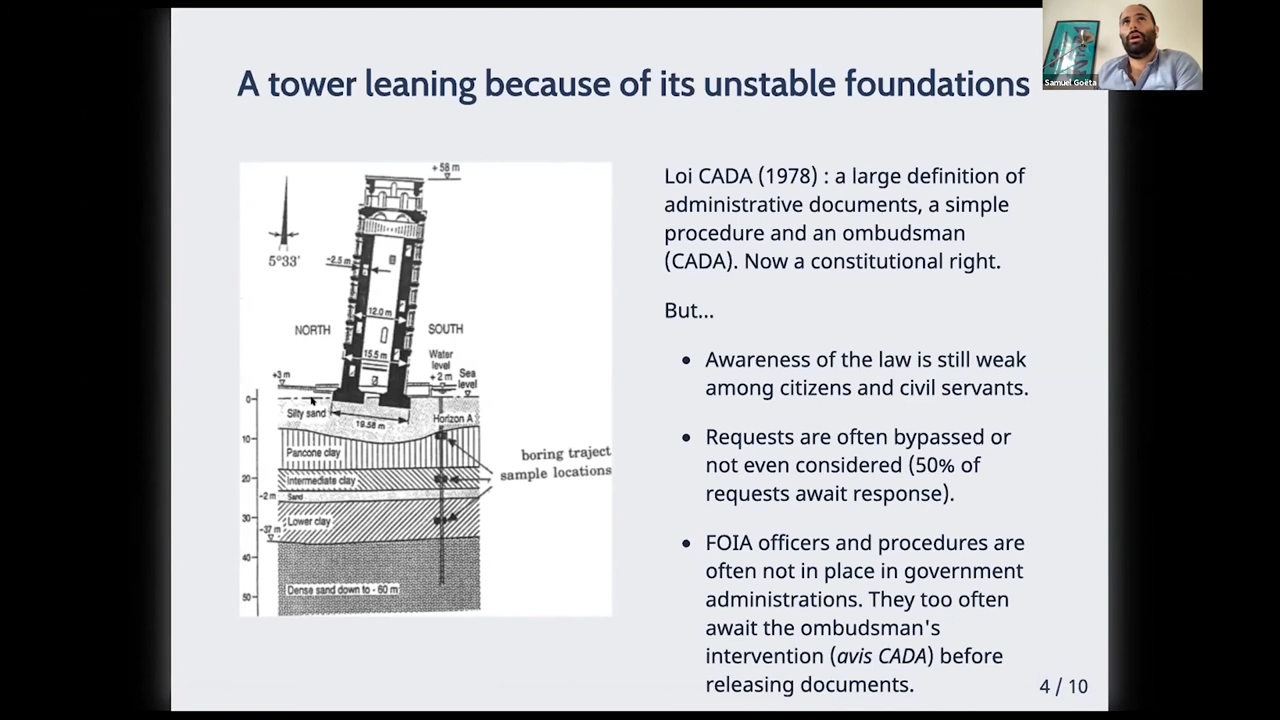 Samuel Goëta
A tower leaning because of its unstable foundations
+ 58 m
5°33'
~2.5 m
12.0 m
NORTH
SOUTH
15.5 m
Water
level
+ 2 m
Sea
level
+3 m
0
Silty sand
19.58 m
Horizon A
10
Pancone clay
boring traject
sample locations
20
Intermediate clay
−2 m
Sand
30
Lower clay
−37 m
40
50
Dense sand down to - 60 m
Loi CADA (1978) : a large definition of
administrative documents, a simple
procedure and an ombudsman
(CADA). Now a constitutional right.
But...
• Awareness of the law is still weak
among citizens and civil servants.
• Requests are often bypassed or
not even considered (50% of
requests await response).
• FOIA officers and procedures are
often not in place in government
administrations. They too often
await the ombudsman's
intervention (avis CADA) before
releasing documents.
4 / 10